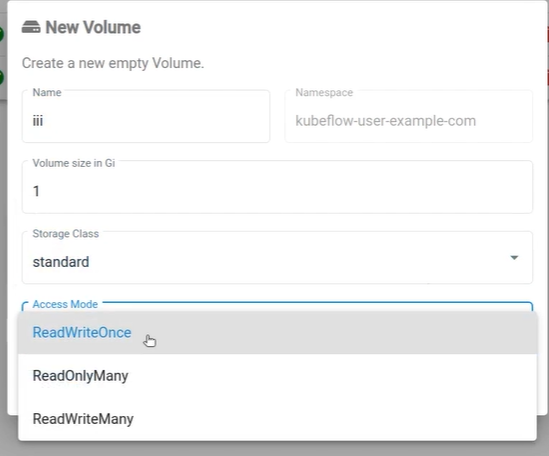 New Volume
Create a new empty Volume.
Name
Namespace
iii
kubeflow-user-example-com
Volume size in Gi
1
Storage Class
standard
Access Mode
ReadWriteOnce
ReadOnlyMany
ReadWriteMany